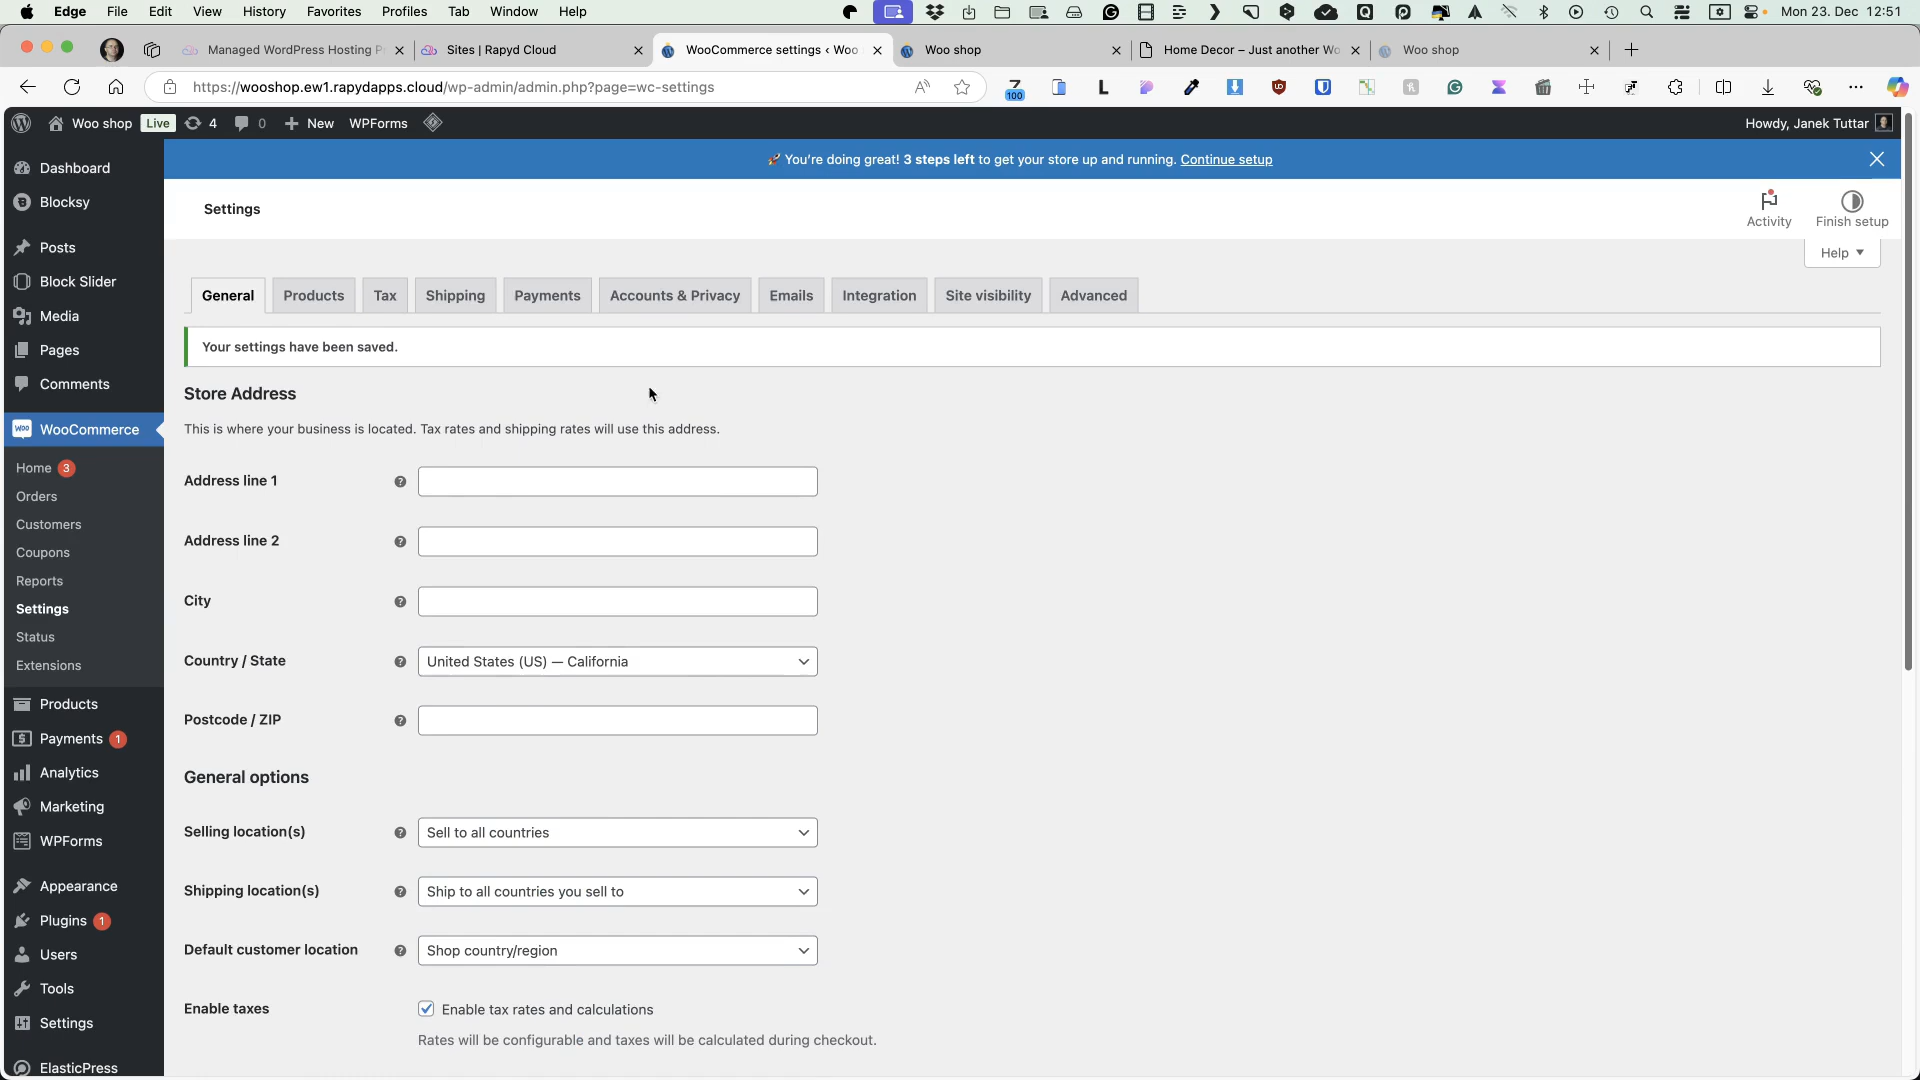 Edge File Edit View History Favorites Profiles Tab Window Help Mon 23. Dec 12:51
Managed WordPress Hosting P Sites | Rapyd Cloud WooCommerce settings ‹ Woo Woo shop Home Decor – Just another Wo Woo shop
https://wooshop.ew1.rapydapps.cloud/wp-admin/admin.php?page=wc-settings
100
Woo shop Live 4 0 New WPForms Howdy, Janek Tuttar
🚀 You're doing great! 3 steps left to get your store up and running. Continue setup
Settings
Activity
Finish setup
Help
Dashboard
Blocksy
Posts
Block Slider
Media
Pages
Comments
WooCommerce
Home 3
Orders
Customers
Coupons
Reports
Settings
Status
Extensions
Products
Payments 1
Analytics
Marketing
WPForms
Appearance
Plugins 1
Users
Tools
Settings
ElasticPress
General Products Tax Shipping Payments Accounts & Privacy Emails Integration Site visibility Advanced
Your settings have been saved.
Store Address
This is where your business is located. Tax rates and shipping rates will use this address.
Address line 1
Address line 2
City
Country / State United States (US) — California
Postcode / ZIP
General options
Selling location(s) Sell to all countries
Shipping location(s) Ship to all countries you sell to
Default customer location Shop country/region
Enable taxes Enable tax rates and calculations
Rates will be configurable and taxes will be calculated during checkout.